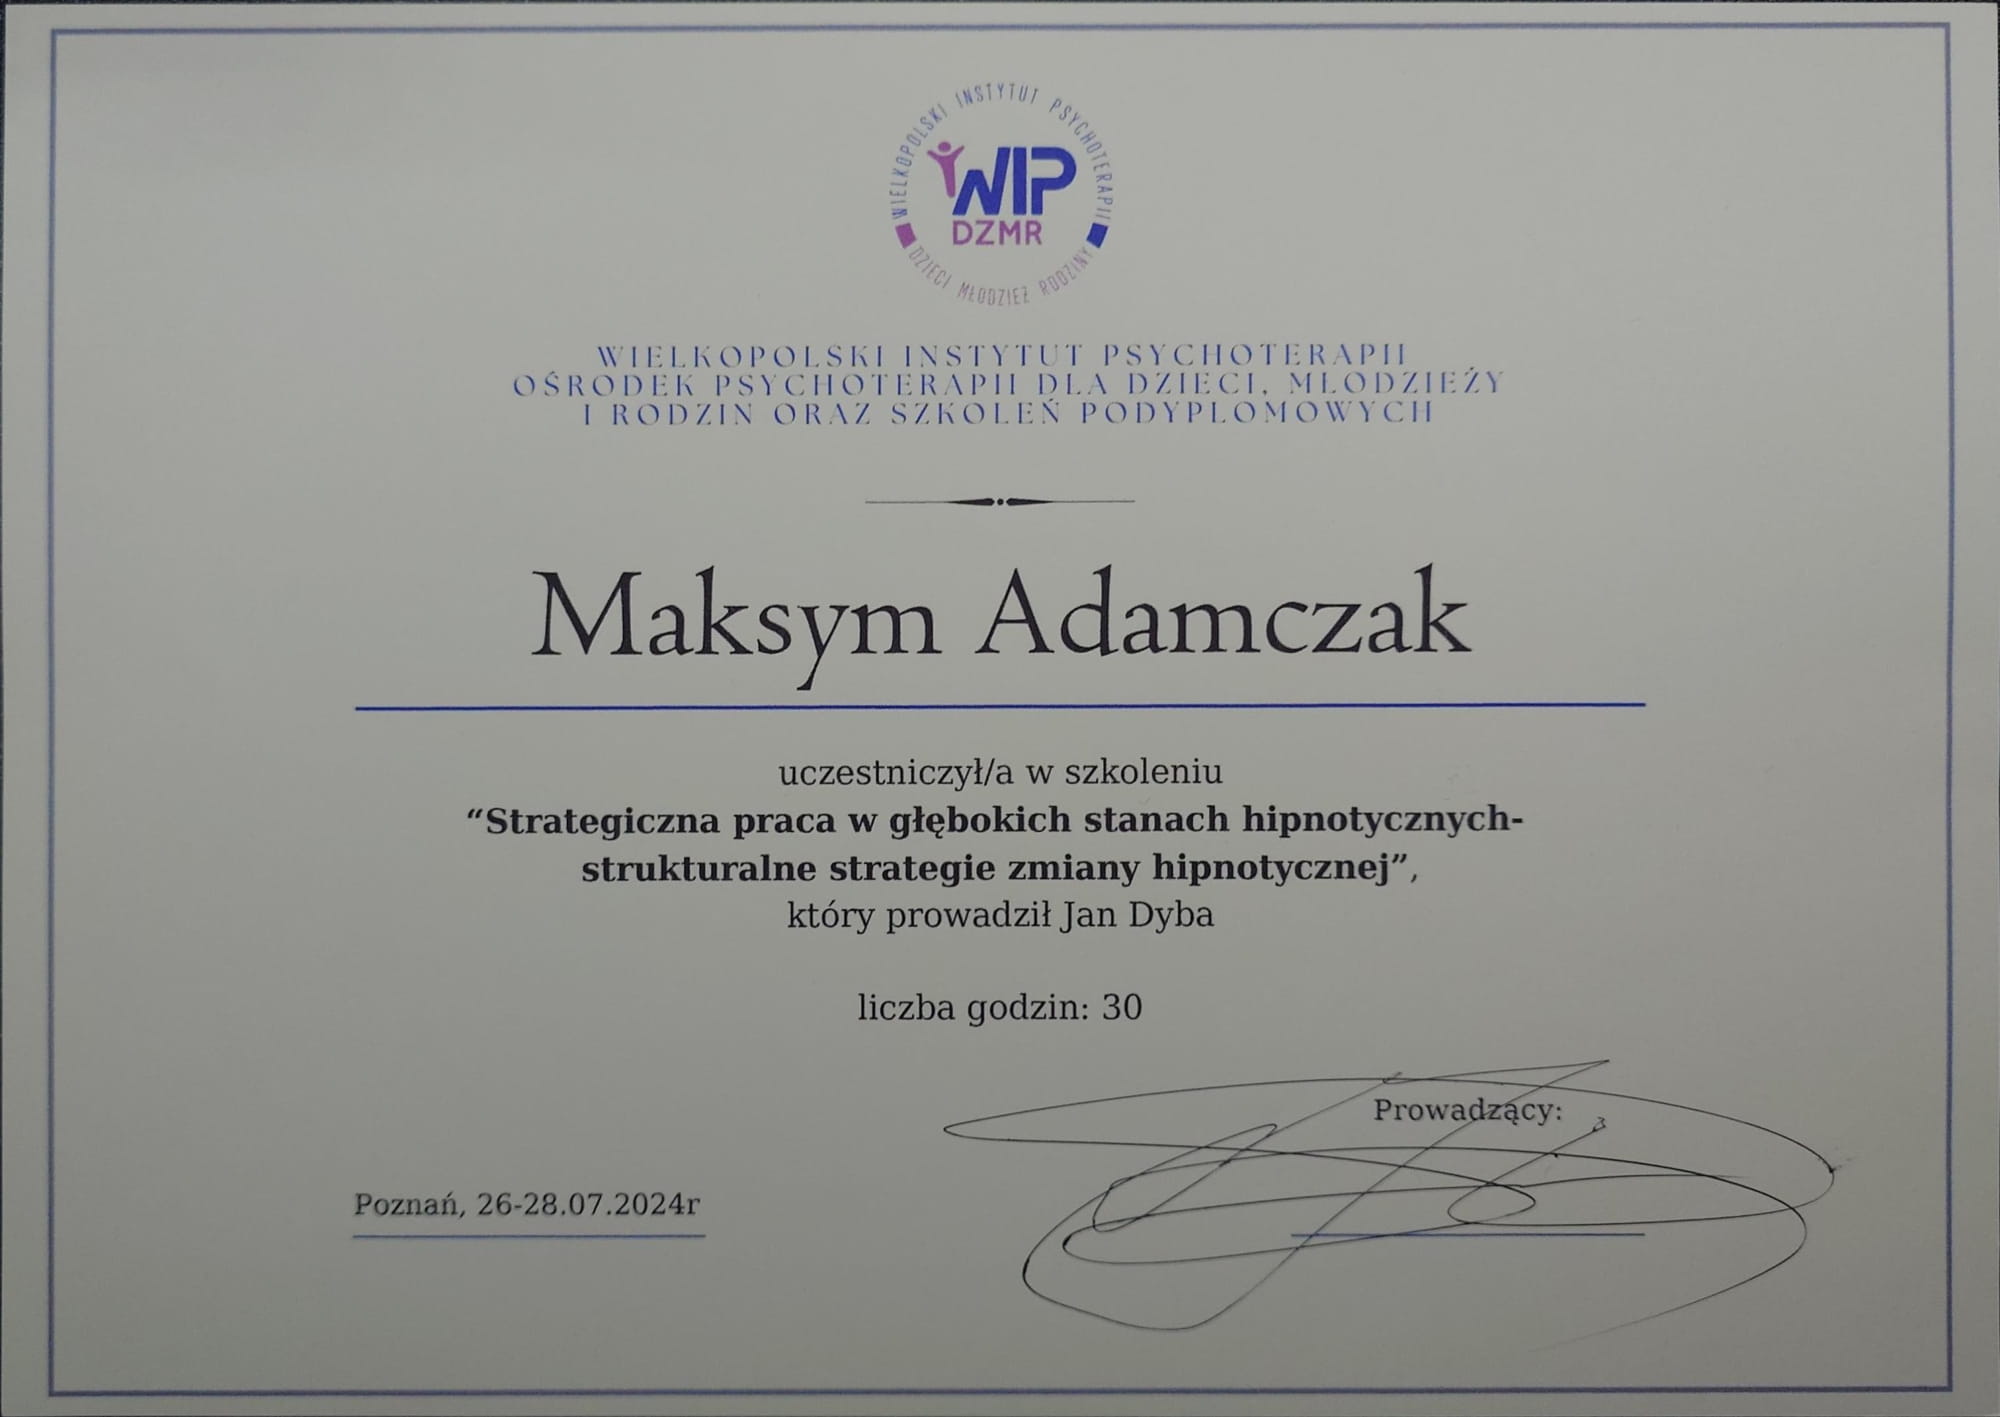 WIELKOPOLSKI INSTYTUT PSYCHOTERAPII
WIP
DZMR
DZIECI MŁODZIEŻ RODZINY
WIELKOPOLSKI INSTYTUT PSYCHOTERAPII
OŚRODEK PSYCHOTERAPII DLA DZIECI, MŁODZIEŻY
I RODZIN ORAZ SZKOLEŃ PODYPLOMOWYCH
Maksym Adamczak
uczestniczył/a w szkoleniu
“Strategiczna praca w głębokich stanach hipnotycznych-
strukturalne strategie zmiany hipnotycznej”,
który prowadził Jan Dyba
liczba godzin: 30
Prowadzący:
Poznań, 26-28.07.2024r